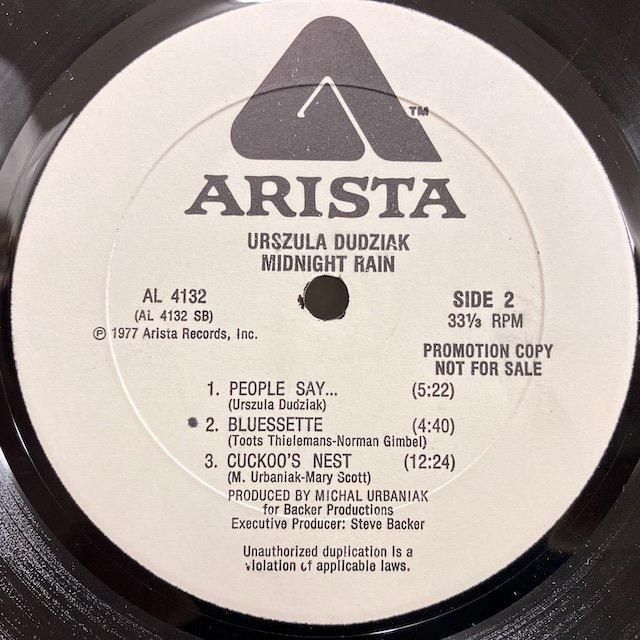 TM
ARISTA
URSZULA DUDZIAK
MIDNIGHT RAIN
AL 4132
(AL 4132 SB)
℗ 1977 Arista Records, Inc.
SIDE 2
33⅓ RPM
PROMOTION COPY
NOT FOR SALE
1. PEOPLE SAY... (5:22)
(Urszula Dudziak)
2. BLUESSETTE (4:40)
(Toots Thielemans-Norman Gimbel)
3. CUCKOO'S NEST (12:24)
(M. Urbaniak-Mary Scott)
PRODUCED BY MICHAL URBANIAK
for Backer Productions
Executive Producer: Steve Backer
Unauthorized duplication is a
violation of applicable laws.